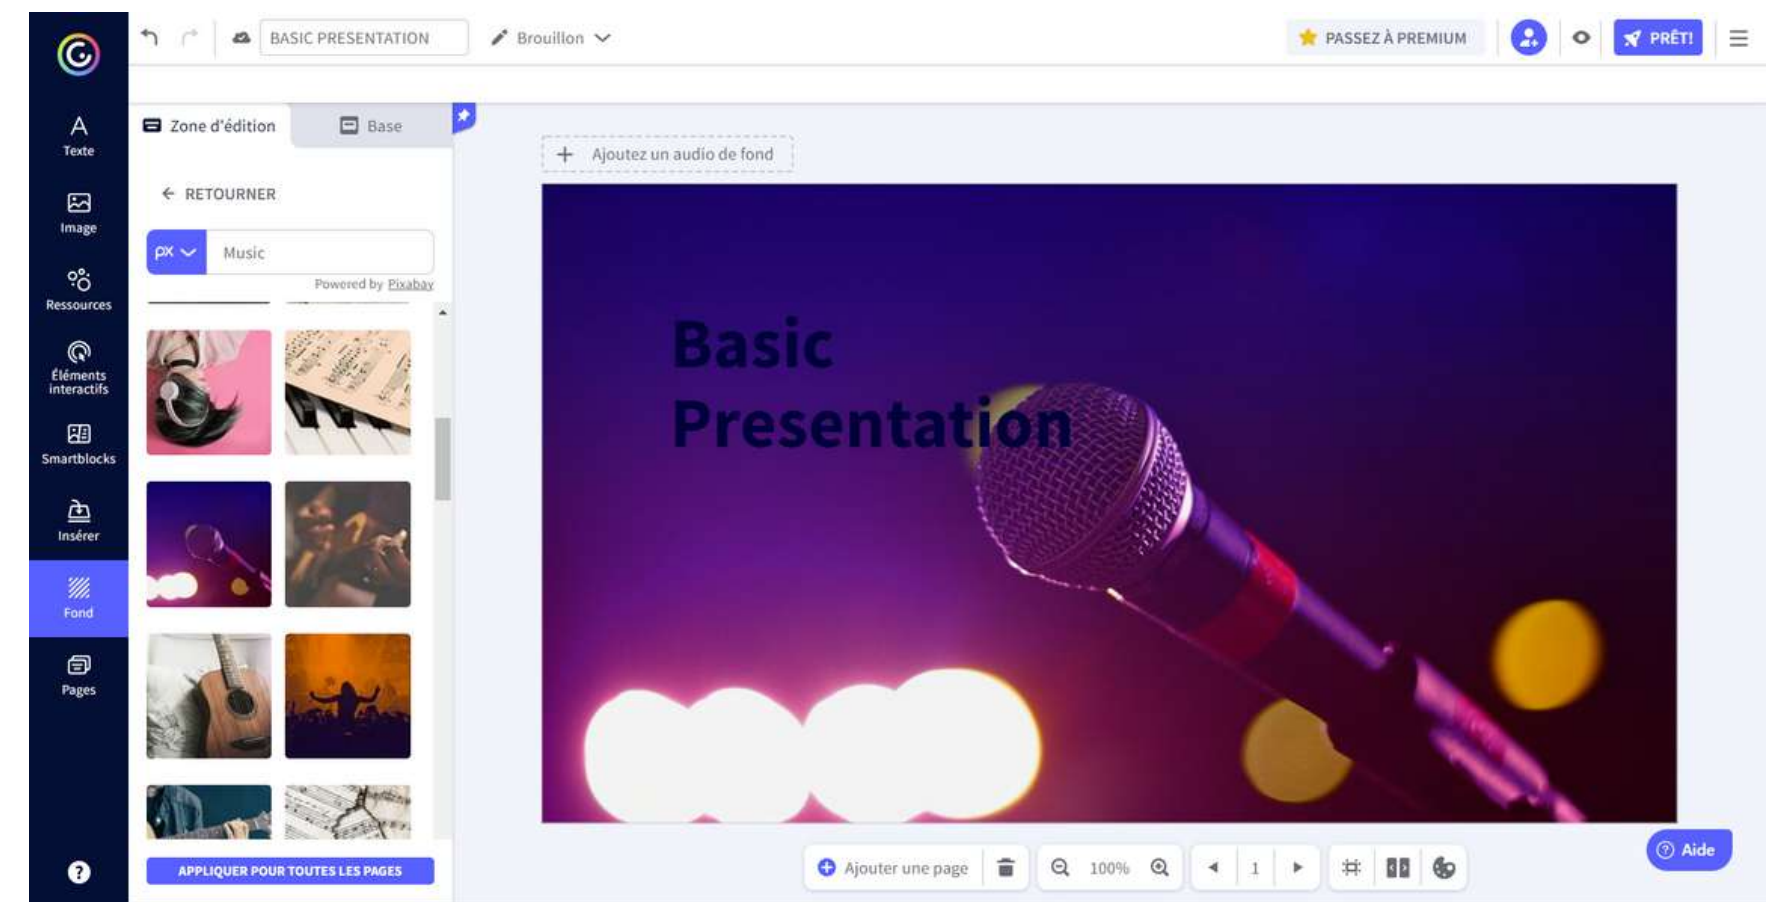 BASIC PRESENTATION
Brouillon
PASSEZ À PREMIUM
PRÊT!
Texte
Image
Ressources
Éléments
interactifs
Smartblocks
Insérer
Fond
Pages
?
Zone d'édition
Base
RETOURNER
px
Music
Powered by Pixabay
APPLIQUER POUR TOUTES LES PAGES
+ Ajoutez un audio de fond
Basic
Presentation
Ajouter une page
100%
1
? Aide